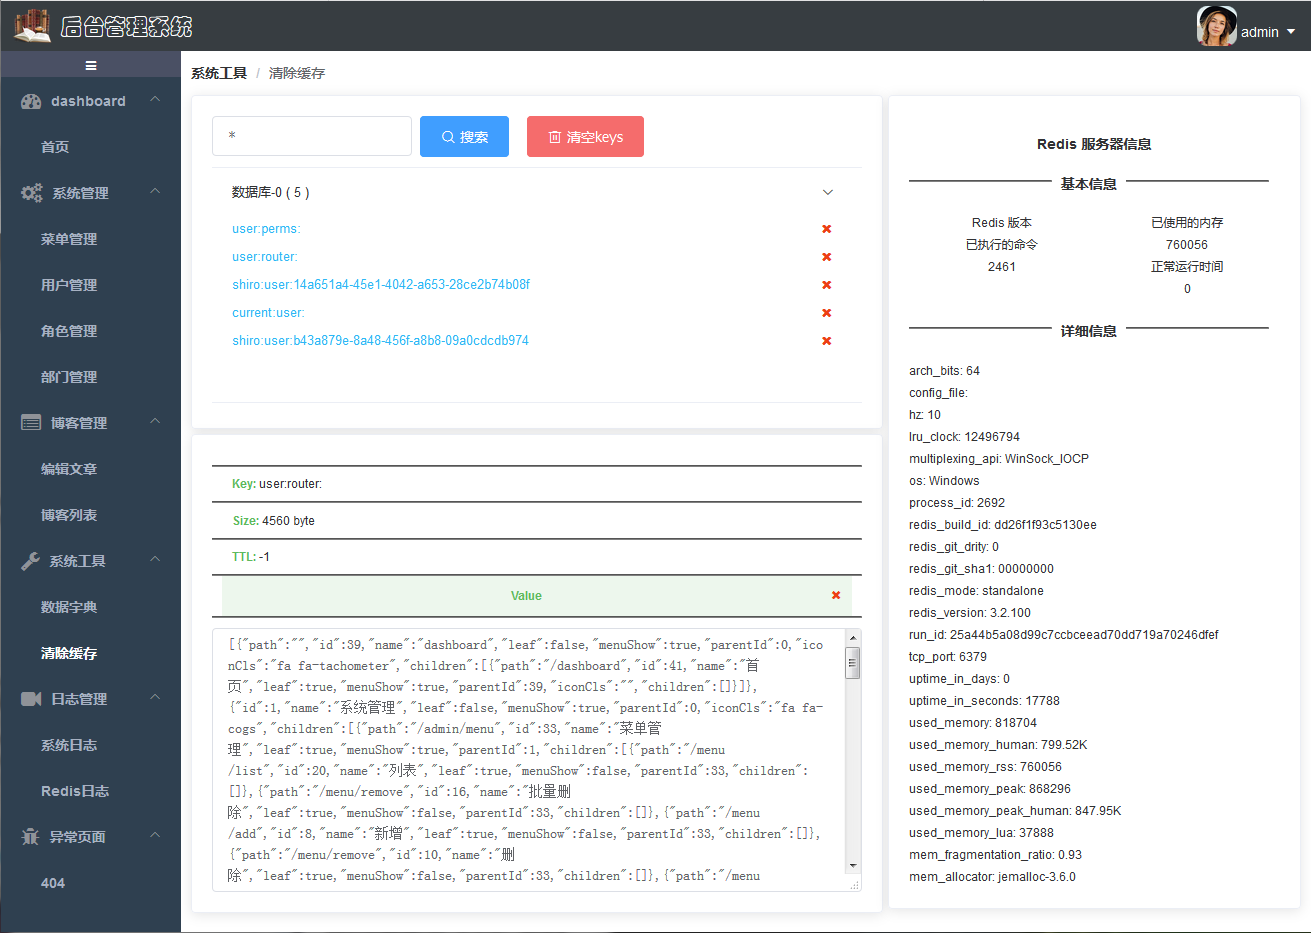 后台管理系统
admin
dashboard
首页
系统管理
菜单管理
用户管理
角色管理
部门管理
博客管理
编辑文章
博客列表
系统工具
数据字典
清除缓存
日志管理
系统日志
Redis日志
异常页面
404
系统工具 / 清除缓存
*
搜索
清空keys
数据库-0 ( 5 )
user:perms:
user:router:
shiro:user:14a651a4-45e1-4042-a653-28ce2b74b08f
current:user:
shiro:user:b43a879e-8a48-456f-a8b8-09a0cdcdb974
Key: user:router:
Size: 4560 byte
TTL: -1
Value
[{"path":"","id":39,"name":"dashboard","leaf":false,"menuShow":true,"parentId":0,"ico
nCls":"fa fa-tachometer","children":[{"path":"/dashboard","id":41,"name":"首
页","leaf":true,"menuShow":true,"parentId":39,"iconCls":"","children":[]}]},
{"id":1,"name":"系统管理","leaf":false,"menuShow":true,"parentId":0,"iconCls":"fa fa-
cogs","children":[{"path":"/admin/menu","id":33,"name":"菜单管
理","leaf":true,"menuShow":true,"parentId":1,"children":[{"path":"/menu
/list","id":20,"name":"列表","leaf":true,"menuShow":false,"parentId":33,"children":
[]},{"path":"/menu/remove","id":16,"name":"批量删
除","leaf":true,"menuShow":false,"parentId":33,"children":[]},{"path":"/menu
/add","id":8,"name":"新增","leaf":true,"menuShow":false,"parentId":33,"children":[]},
{"path":"/menu/remove","id":10,"name":"删
除","leaf":true,"menuShow":false,"parentId":33,"children":[]},{"path":"/menu
Redis 服务器信息
基本信息
Redis 版本
已执行的命令
2461
已使用的内存
760056
正常运行时间
0
详细信息
arch_bits: 64
config_file:
hz: 10
lru_clock: 12496794
multiplexing_api: WinSock_IOCP
os: Windows
process_id: 2692
redis_build_id: dd26f1f93c5130ee
redis_git_drity: 0
redis_git_sha1: 00000000
redis_mode: standalone
redis_version: 3.2.100
run_id: 25a44b5a08d99c7ccbceead70dd719a70246dfef
tcp_port: 6379
uptime_in_days: 0
uptime_in_seconds: 17788
used_memory: 818704
used_memory_human: 799.52K
used_memory_rss: 760056
used_memory_peak: 868296
used_memory_peak_human: 847.95K
used_memory_lua: 37888
mem_fragmentation_ratio: 0.93
mem_allocator: jemalloc-3.6.0